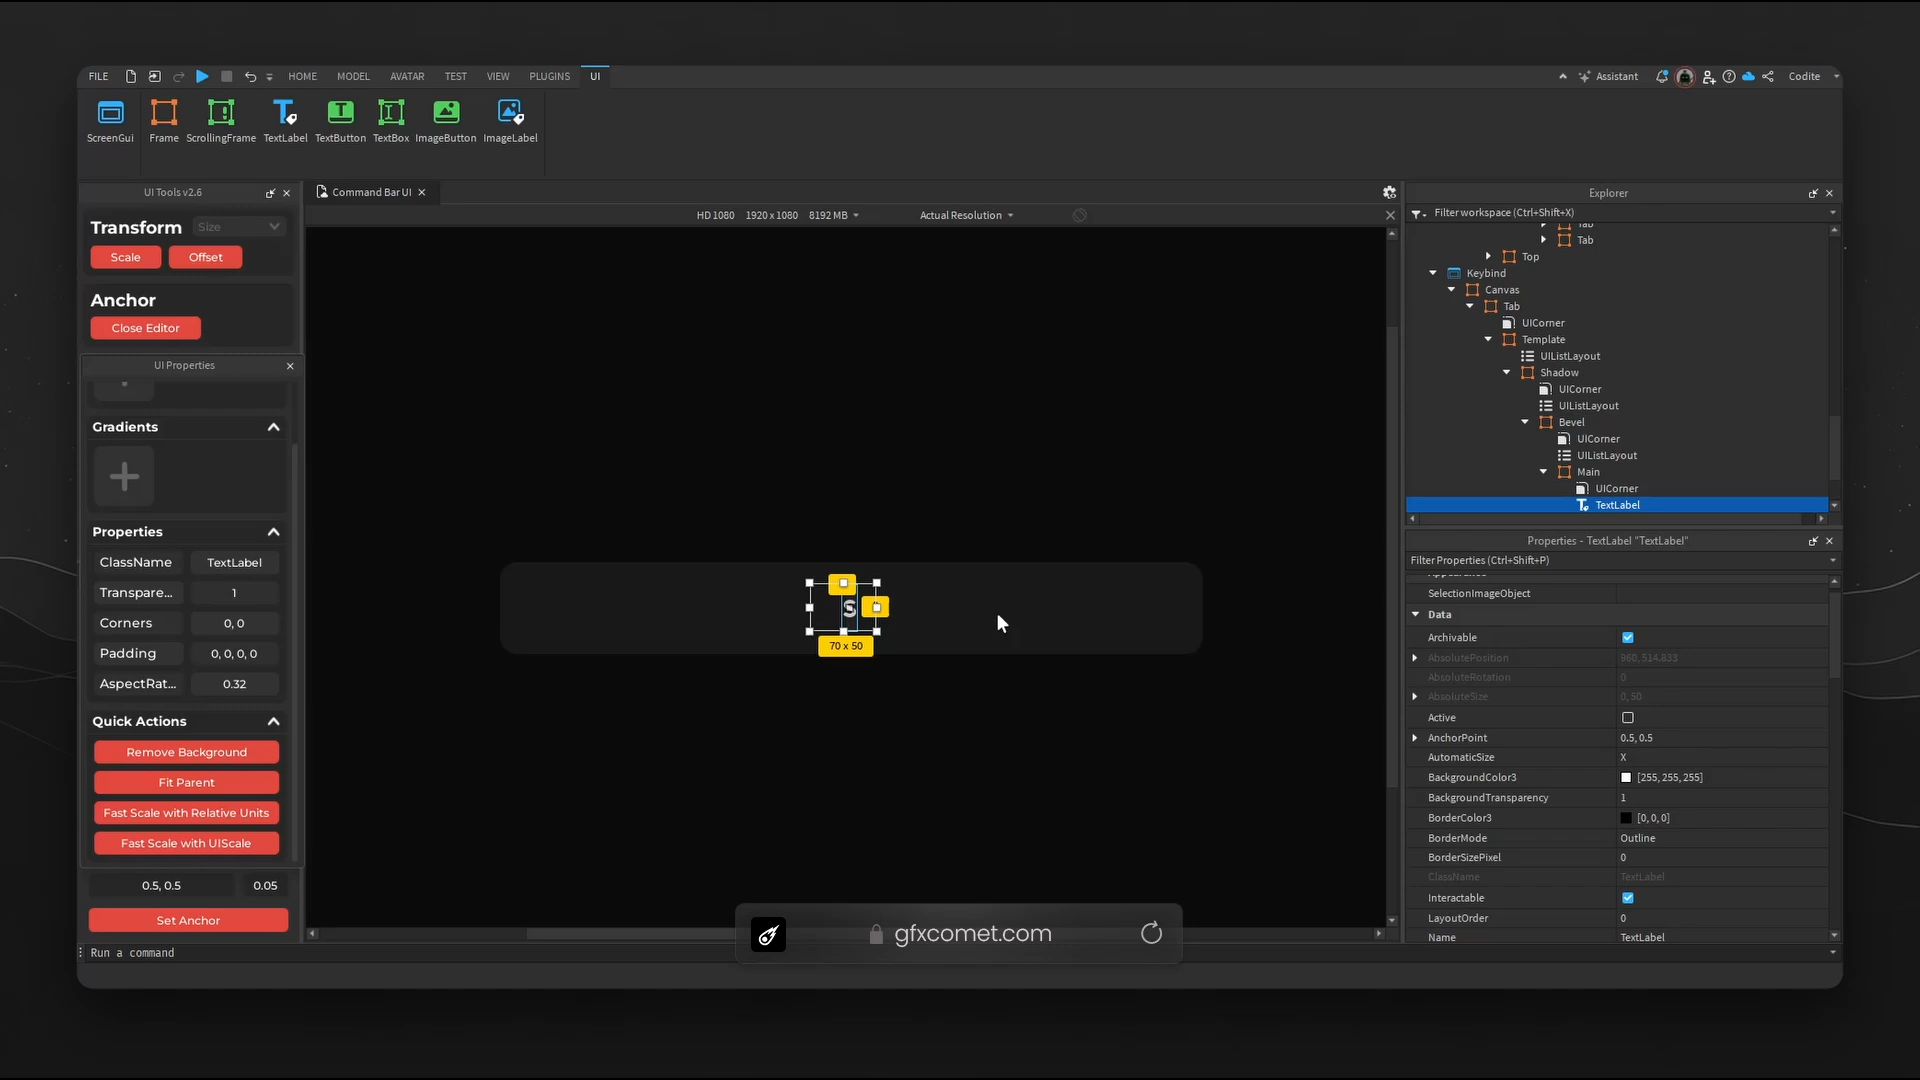 FILE
HOME
MODEL
AVATAR
TEST
VIEW
PLUGINS
UI
Assistant
Codite
ScreenGui
Frame
ScrollingFrame
TextLabel
TextButton
TextBox
ImageButton
ImageLabel
UI Tools v2.6
Transform
Size
Scale
Offset
Anchor
Close Editor
UI Properties
Gradients
Properties
ClassName TextLabel
Transpare... 1
Corners 0, 0
Padding 0, 0, 0, 0
AspectRat... 0.32
Quick Actions
Remove Background
Fit Parent
Fast Scale with Relative Units
Fast Scale with UIScale
0.5, 0.5 0.05
Set Anchor
Run a command
Command Bar UI
HD 1080 1920 x 1080 8192 MB
Actual Resolution
S
70 x 50
gfxcomet.com
Explorer
Filter workspace (Ctrl+Shift+X)
Tab
Tab
Top
Keybind
Canvas
Tab
UICorner
Template
UIListLayout
Shadow
UICorner
UIListLayout
Bevel
UICorner
UIListLayout
Main
UICorner
TextLabel
Properties - TextLabel "TextLabel"
Filter Properties (Ctrl+Shift+P)
Appearance
SelectionImageObject
Data
Archivable
AbsolutePosition 860, 514.833
AbsoluteRotation 0
AbsoluteSize 0, 50
Active
AnchorPoint 0.5, 0.5
AutomaticSize X
BackgroundColor3 [255, 255, 255]
BackgroundTransparency 1
BorderColor3 [0, 0, 0]
BorderMode Outline
BorderSizePixel 0
ClassName TextLabel
Interactable
LayoutOrder 0
Name TextLabel